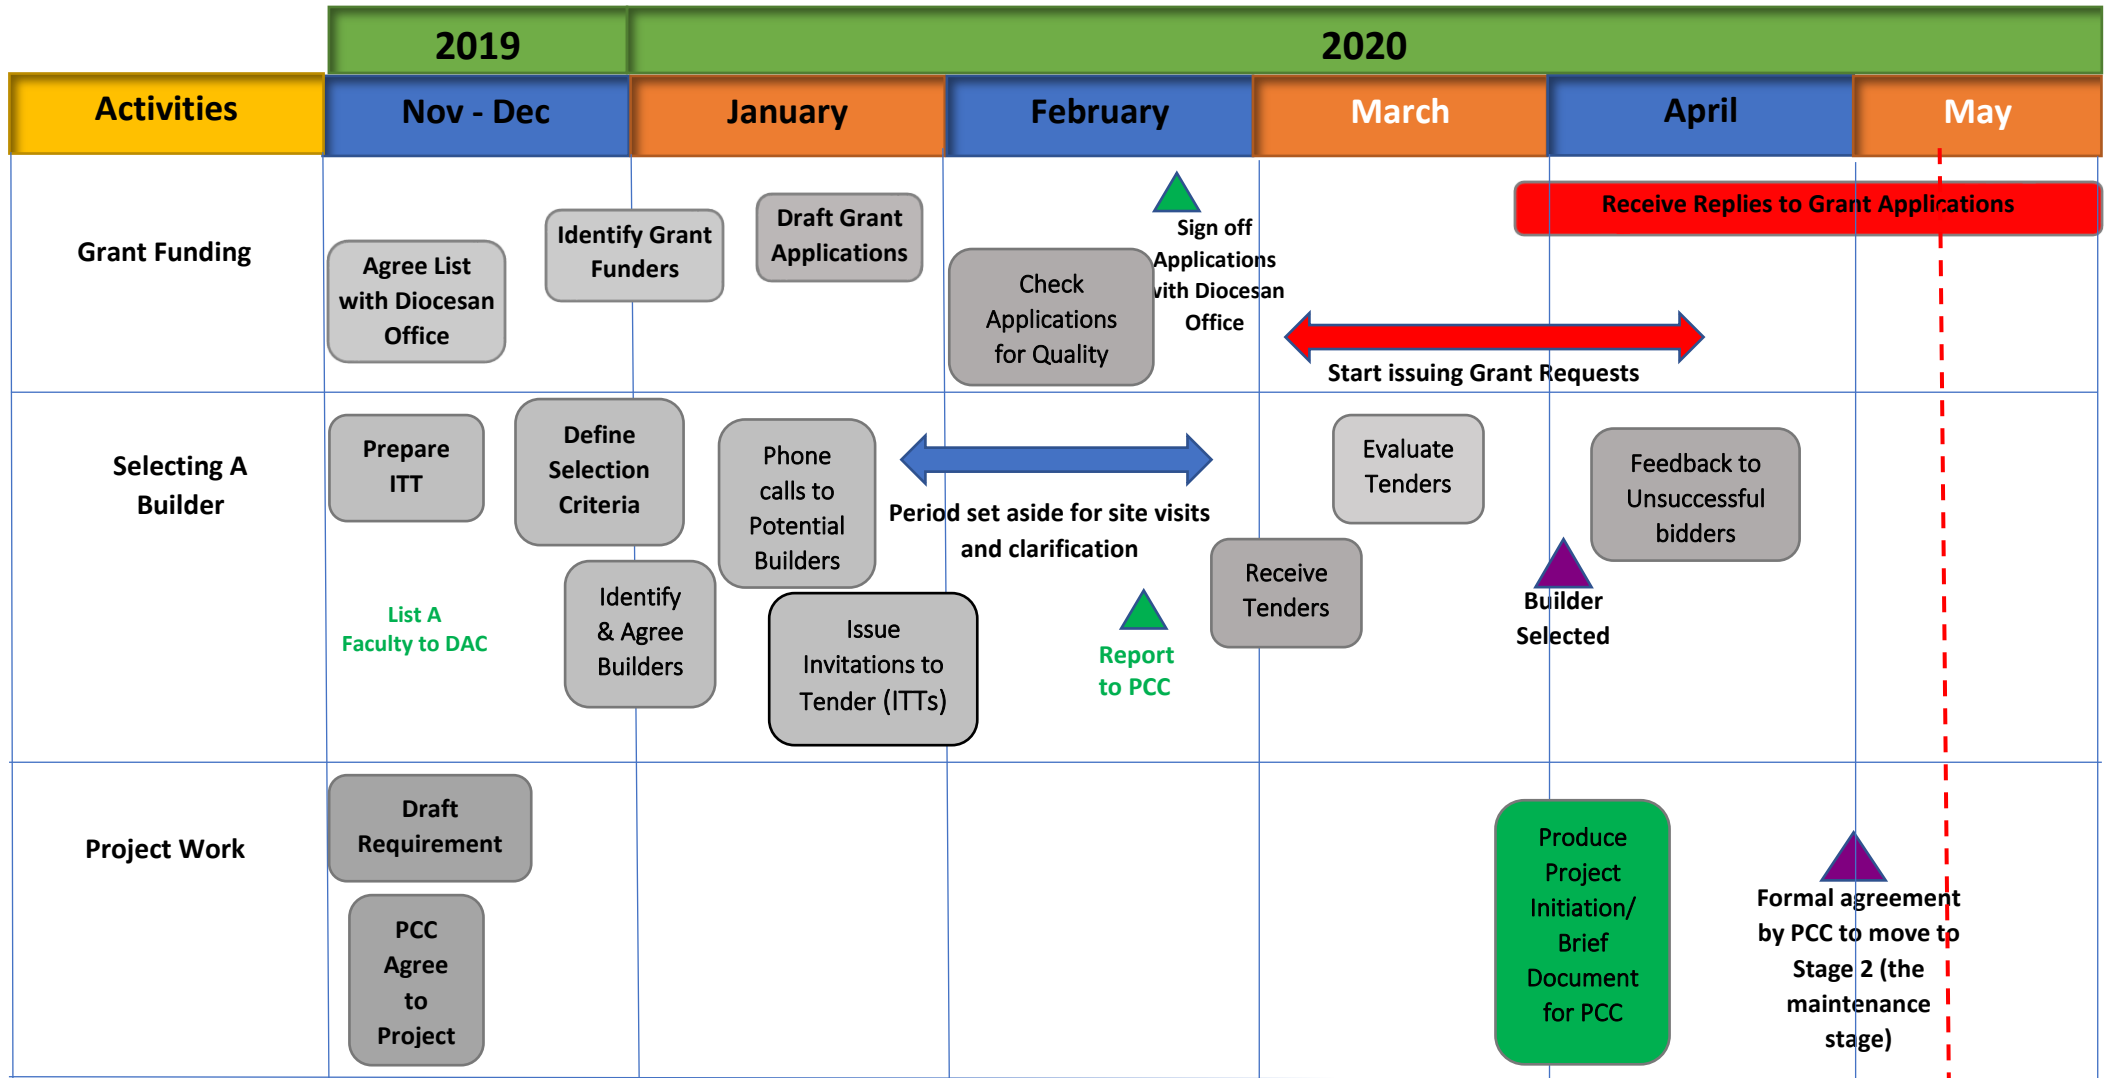 2019
2020
Activities
Nov - Dec
January
February
March
April
May
Grant Funding
Agree List
with Diocesan
Office
Identify Grant
Funders
Draft Grant
Applications
Check
Applications
for Quality
Sign off
Applications
with Diocesan
Office
Start issuing Grant Requests
Receive Replies to Grant Applications
Selecting A
Builder
Prepare
ITT
List A
Faculty to DAC
Define
Selection
Criteria
Identify
& Agree
Builders
Phone
calls to
Potential
Builders
Issue
Invitations to
Tender (ITTs)
Period set aside for site visits
and clarification
Report
to PCC
Receive
Tenders
Evaluate
Tenders
Builder
Selected
Feedback to
Unsuccessful
bidders
Project Work
Draft
Requirement
PCC
Agree
to
Project
Produce
Project
Initiation/
Brief
Document
for PCC
Formal agreement
by PCC to move to
Stage 2 (the
maintenance
stage)